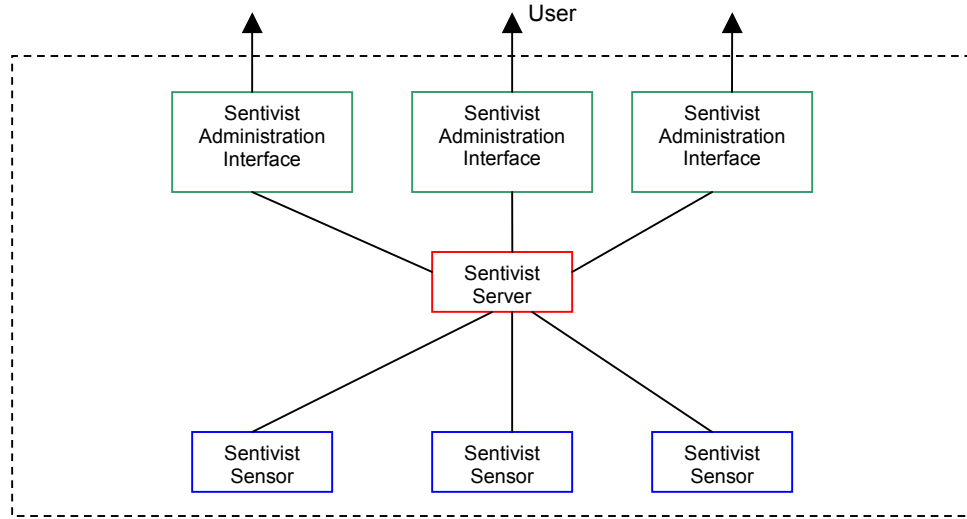 User
Sentivist
Administration
Interface
Sentivist
Administration
Interface
Sentivist
Administration
Interface
Sentivist
Server
Sentivist
Sensor
Sentivist
Sensor
Sentivist
Sensor